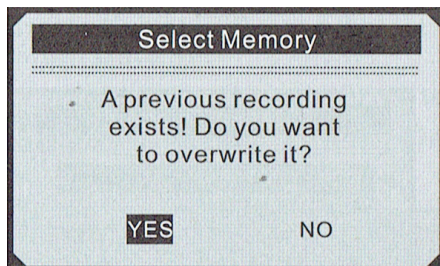 Select Memory
A previous recording
exists! Do you want
to overwrite it?
YES NO